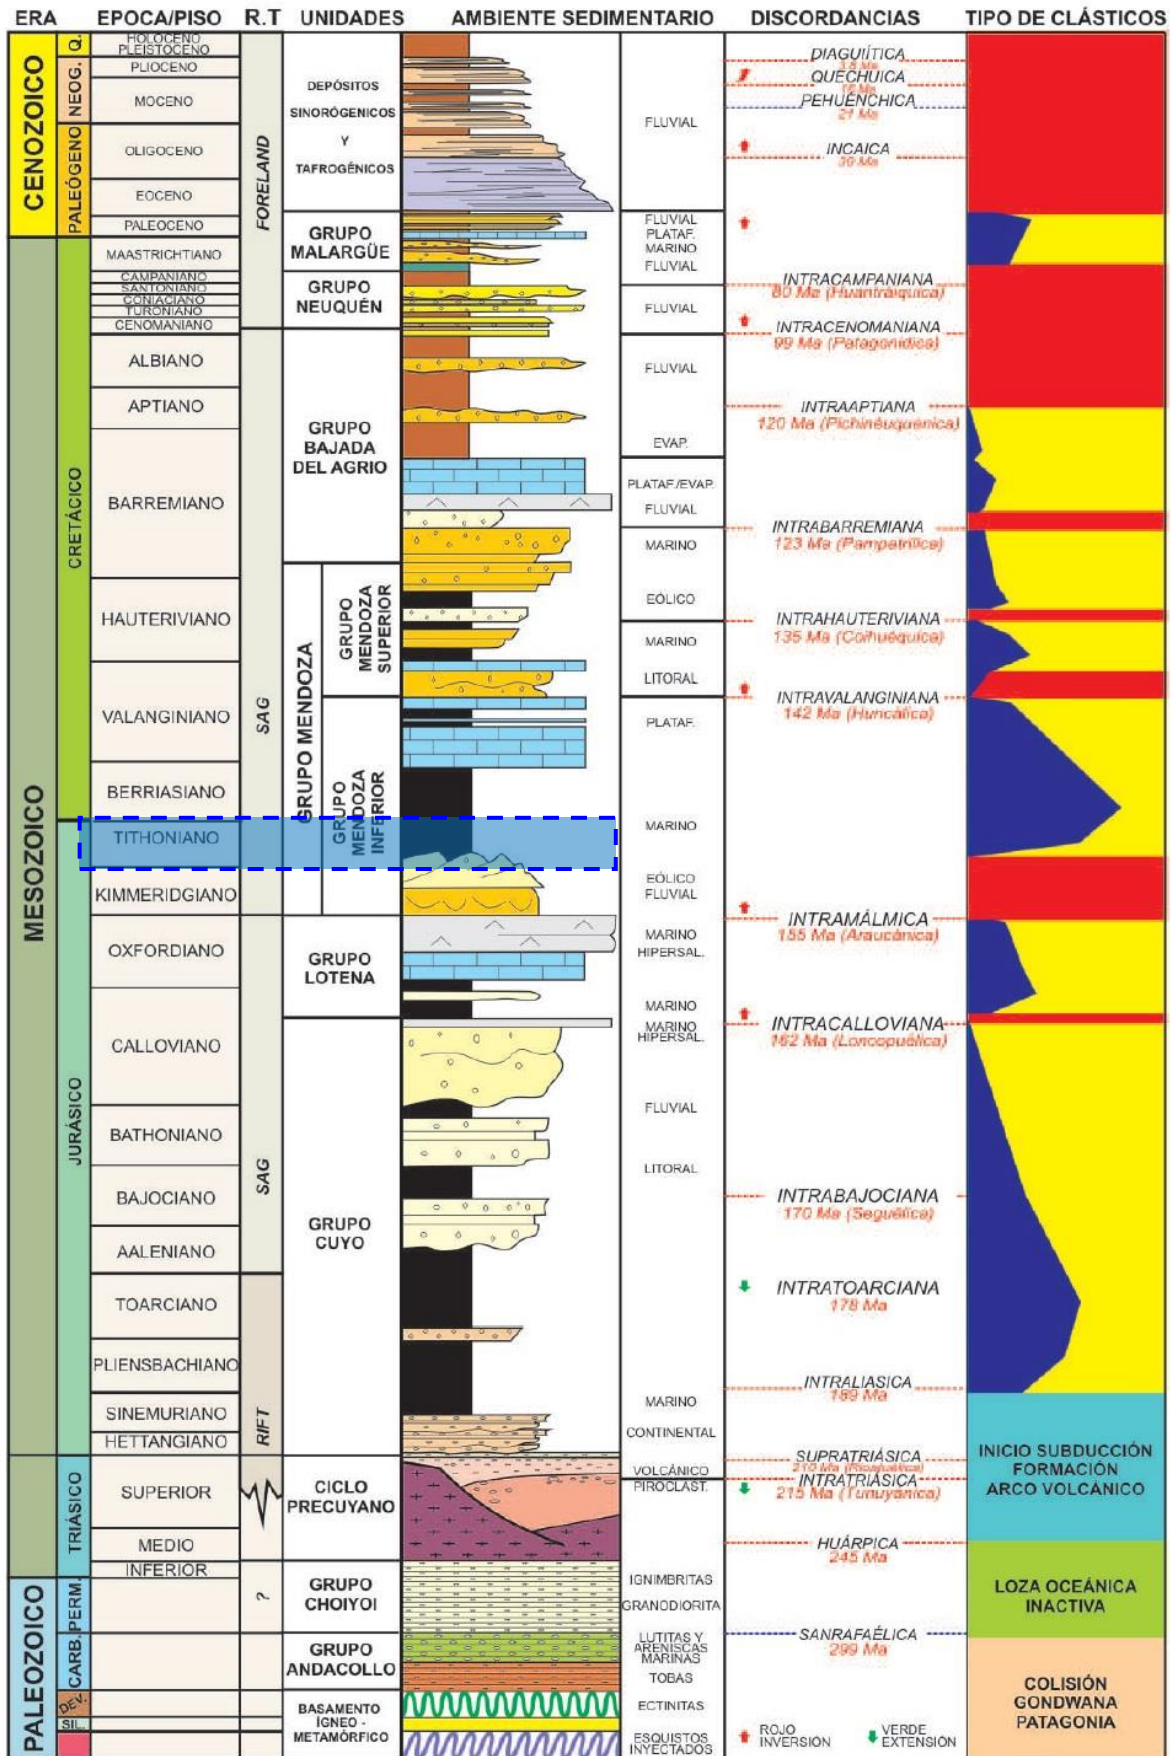 ERA EPOCA/PISO R.T UNIDADES AMBIENTE SEDIMENTARIO DISCORDANCIAS TIPO DE CLÁSTICOS
CENOZOICO
MESOZOICO
PALEOZOICO
Q.
NEOG.
PALEÓGENO
CRETÁCICO
JURÁSICO
TRIÁSICO
PERM.
CARB.
DEV.
SIL.
HOLOCENO
PLEISTOCENO
PLIOCENO
MOCENO
OLIGOCENO
EOCENO
PALEOCENO
MAASTRICHTIANO
CAMPANIANO
SANTONIANO
CONIACIANO
TURONIANO
CENOMANIANO
ALBIANO
APTIANO
BARREMIANO
HAUTERIVIANO
VALANGINIANO
BERRIASIANO
TITHONIANO
KIMMERIDGIANO
OXFORDIANO
CALLOVIANO
BATHONIANO
BAJOCIANO
AALENIANO
TOARCIANO
PLIENSBACHIANO
SINEMURIANO
HETTANGIANO
SUPERIOR
MEDIO
INFERIOR
FORELAND
SAG
SAG
RIFT
?
DEPÓSITOS
SINORÓGENICOS
Y
TAFROGÉNICOS
GRUPO
MALARGÜE
GRUPO
NEUQUÉN
GRUPO
BAJADA
DEL AGRIO
GRUPO MENDOZA
GRUPO
MENDOZA
SUPERIOR
GRUPO
MENDOZA
INFERIOR
GRUPO
LOTENA
GRUPO
CUYO
CICLO
PRECUYANO
GRUPO
CHOIYOI
GRUPO
ANDACOLLO
BASAMENTO
ÍGNEO -
METAMÓRFICO
FLUVIAL
FLUVIAL
PLATAF.
MARINO
FLUVIAL
FLUVIAL
FLUVIAL
EVAP.
PLATAF./EVAP.
FLUVIAL
MARINO
EÓLICO
MARINO
LITORAL
PLATAF.
MARINO
EÓLICO
FLUVIAL
MARINO
HIPERSAL.
MARINO
MARINO
HIPERSAL.
FLUVIAL
LITORAL
MARINO
CONTINENTAL
VOLCÁNICO
PIROCLAST.
IGNIMBRITAS
GRANODIORITA
LUTITAS Y
ARENISCAS
MARINAS
TOBAS
ECTINITAS
ESQUISTOS
INYECTADOS
DIAGUÍTICA
QUECHUICA
PEHUÉNCHICA
21 Ma
INCAICA
INTRACAMPANIANA
80 Ma (Huantráiquica)
INTRACENOMANIANA
99 Ma (Patagonídica)
INTRAAPTIANA
120 Ma (Pichinéuquenica)
INTRABARREMIANA
123 Ma (Pampatrílica)
INTRAHAUTERIVIANA
135 Ma (Coihuéquica)
INTRAVALANGINIANA
142 Ma (Huncálica)
INTRAMÁLMICA
155 Ma (Araucánica)
INTRACALLOVIANA
162 Ma (Loncopuélica)
INTRABAJOCIANA
170 Ma (Seguélica)
INTRATOARCIANA
178 Ma
INTRALIASICA
189 Ma
SUPRATRIÁSICA
INTRATRIÁSICA
215 Ma (Tunuyánica)
HUÁRPICA
245 Ma
SANRAFAÉLICA
299 Ma
ROJO
INVERSIÓN
VERDE
EXTENSIÓN
INICIO SUBDUCCIÓN
FORMACIÓN
ARCO VOLCÁNICO
LOZA OCEÁNICA
INACTIVA
COLISIÓN
GONDWANA
PATAGONIA